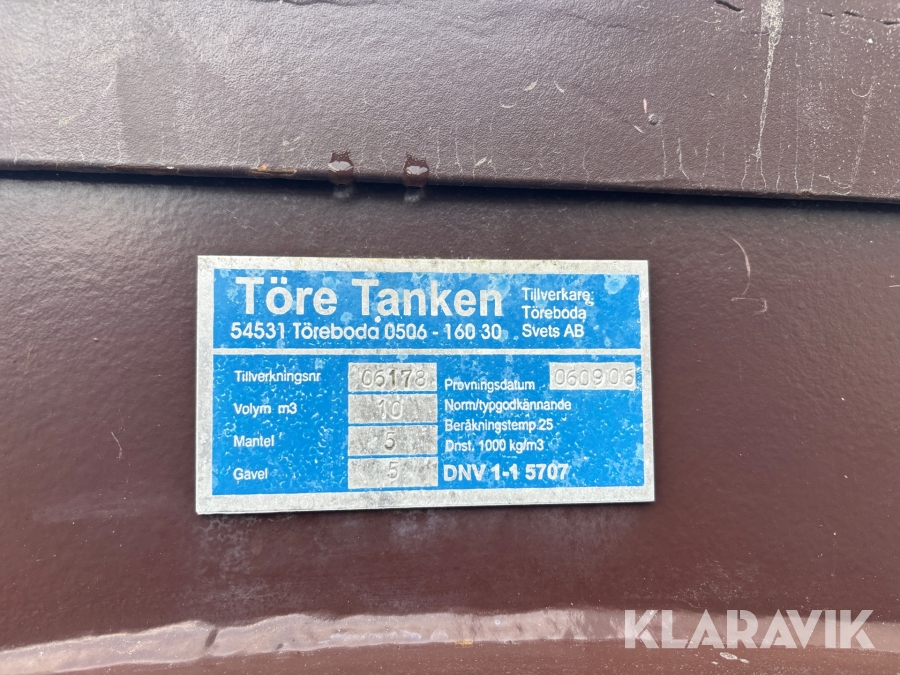 Töre Tanken
54531 Töreboda 0506 - 160 30
Tillverkare:
Töreboda
Svets AB
Tillverkningsnr 06178
Volym m3 10
Mantel 5
Gavel 5
Provningsdatum 060906
Norm/typgodkännande
Beräkningstemp 25
Dnst. 1000 kg/m3
DNV 1-1 5707
KLARAVIK